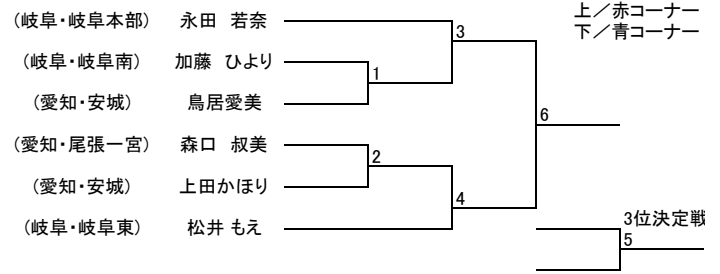 上／赤コーナー
下／青コーナー
（岐阜・岐阜本部） 永田 若奈
3
（岐阜・岐阜南） 加藤 ひより
1
（愛知・安城） 鳥居愛美
6
（愛知・尾張一宮） 森口 叔美
2
（愛知・安城） 上田かほり
4
（岐阜・岐阜東） 松井 もえ
3位決定戦
5